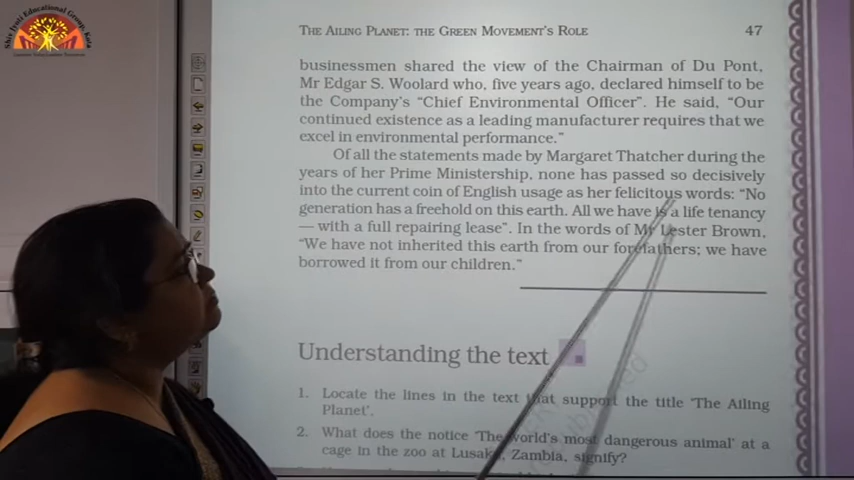 Shiv Jyoti Educational Group, Kota
THE AILING PLANET: THE GREEN MOVEMENT'S ROLE 47
businessmen shared the view of the Chairman of Du Pont,
Mr Edgar S. Woolard who, five years ago, declared himself to be
the Company's "Chief Environmental Officer". He said, "Our
continued existence as a leading manufacturer requires that we
excel in environmental performance."
Of all the statements made by Margaret Thatcher during the
years of her Prime Ministership, none has passed so decisively
into the current coin of English usage as her felicitous words: "No
generation has a freehold on this earth. All we have is a life tenancy
— with a full repairing lease". In the words of Mr Lester Brown,
"We have not inherited this earth from our forefathers; we have
borrowed it from our children."
Understanding the text
1. Locate the lines in the text that support the title 'The Ailing
Planet'.
2. What does the notice 'The world's most dangerous animal' at a
cage in the zoo at Lusaka, Zambia, signify?